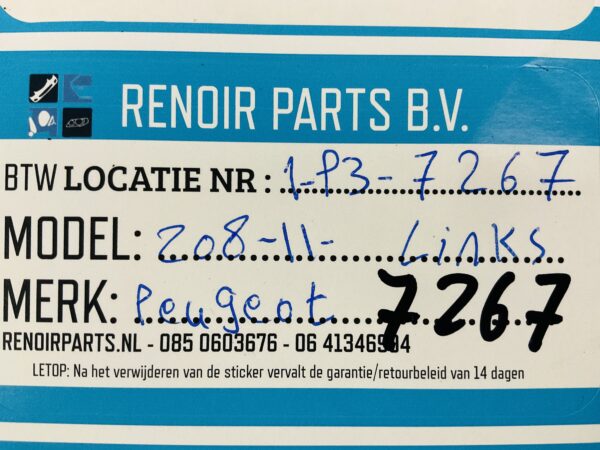 RENOIR PARTS B.V.
BTW LOCATIE NR: 1-P3-7267
MODEL: 208-11- Links
MERK: Peugeot 7267
RENOIRPARTS.NL - 085 0603676 - 06 41346
LETOP: Na het verwijderen van de sticker vervalt de garantie/retourbeleid van 14 dagen